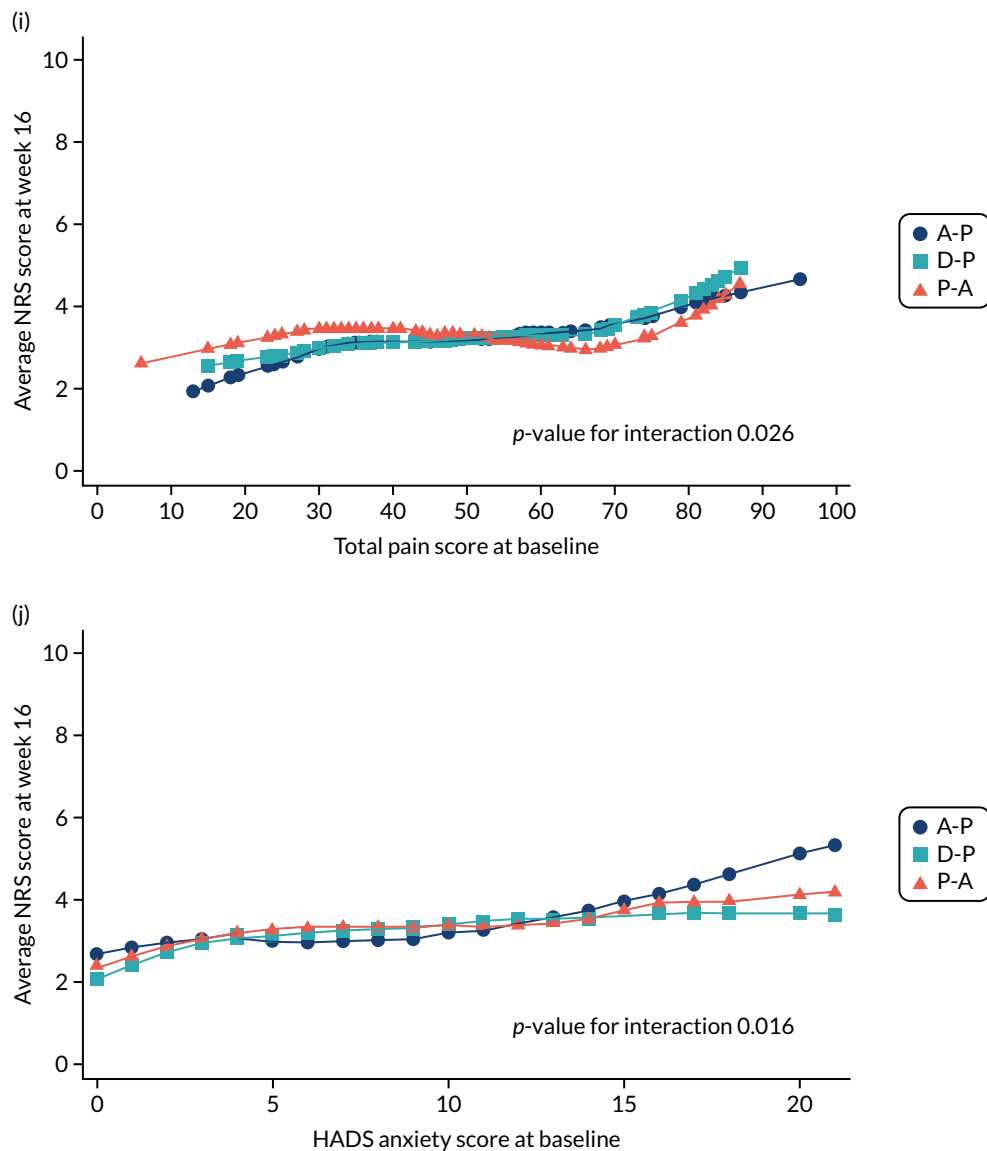 (i)
10
8
6
4
2
0
Average NRS score at week 16
A-P
D-P
P-A
p-value for interaction 0.026
0 10 20 30 40 50 60 70 80 90 100
Total pain score at baseline
(j)
10
8
6
4
2
0
Average NRS score at week 16
A-P
D-P
P-A
p-value for interaction 0.016
0 5 10 15 20
HADS anxiety score at baseline